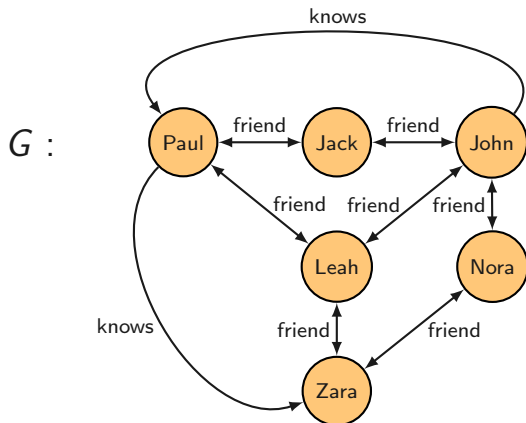 knows
friend
friend
G :
Paul
Jack
John
friend
friend
friend
Leah
Nora
knows
friend
friend
Zara